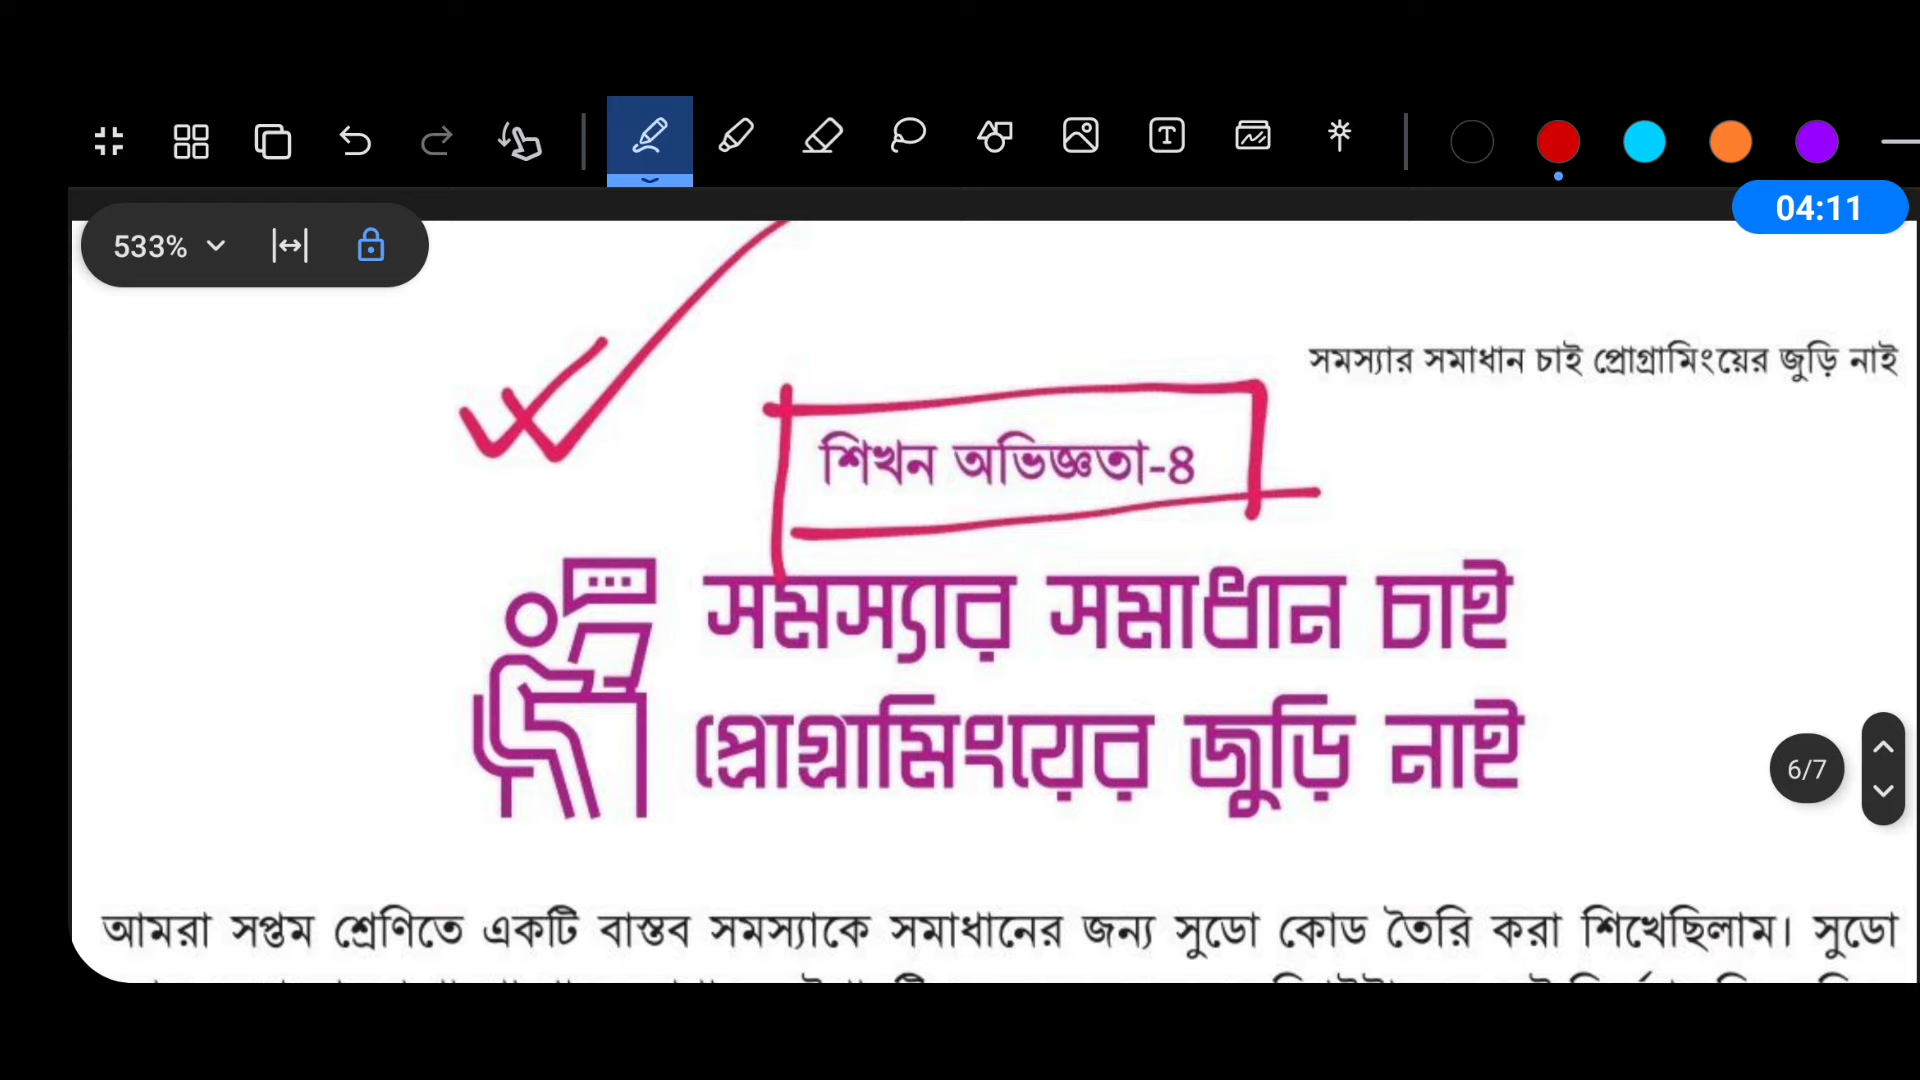 04:11
533%
সমস্যার সমাধান চাই প্রোগ্রামিংয়ের জুড়ি নাই
শিখন অভিজ্ঞতা-৪
সমস্যার সমাধান চাই
প্রোগ্রামিংয়ের জুড়ি নাই
6/7
আমরা সপ্তম শ্রেণিতে একটি বাস্তব সমস্যাকে সমাধানের জন্য সুডো কোড তৈরি করা শিখেছিলাম। সুডো